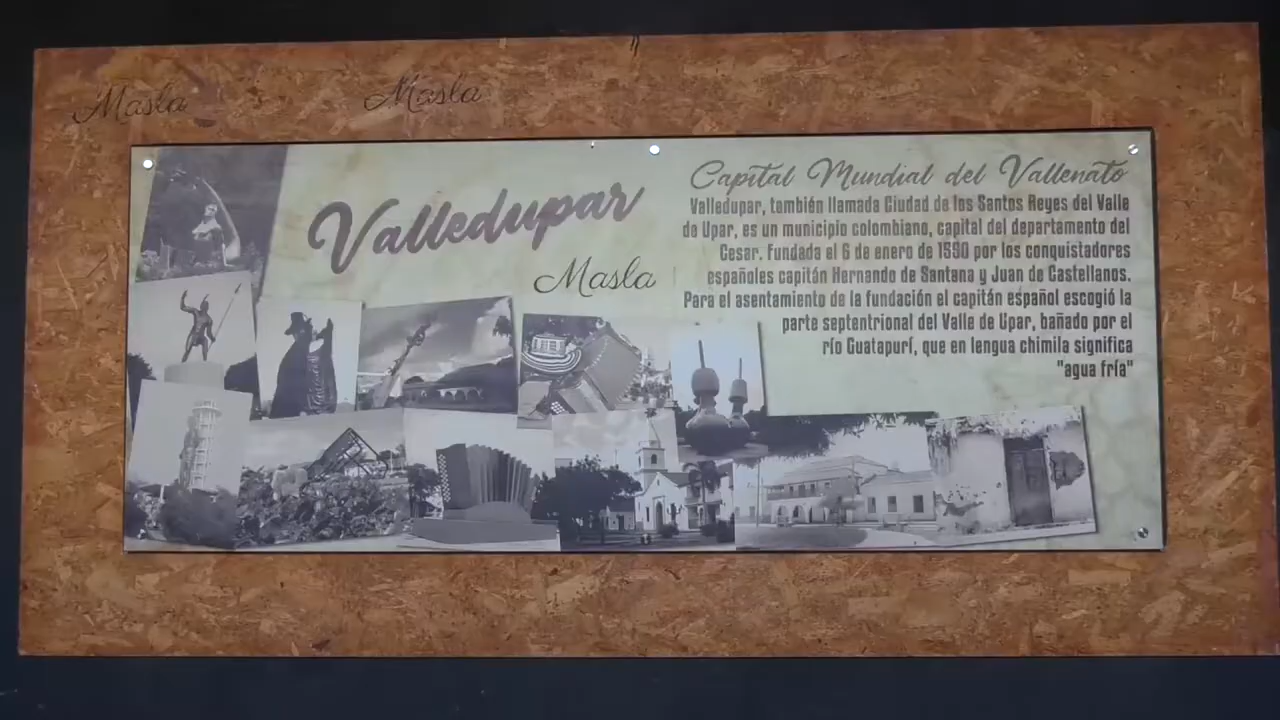 Masla
Masla
Valledupar
Masla
Capital Mundial del Vallenato
Valledupar, también llamada Ciudad de los Santos Reyes del Valle
de Upar, es un municipio colombiano, capital del departamento del
Cesar. Fundada el 6 de enero de 1590 por los conquistadores
españoles capitán Hernando de Santana y Juan de Castellanos.
Para el asentamiento de la fundación el capitán español escogió la
parte septentrional del Valle de Upar, bañado por el
río Guatapurí, que en lengua chimila significa
"agua fría"